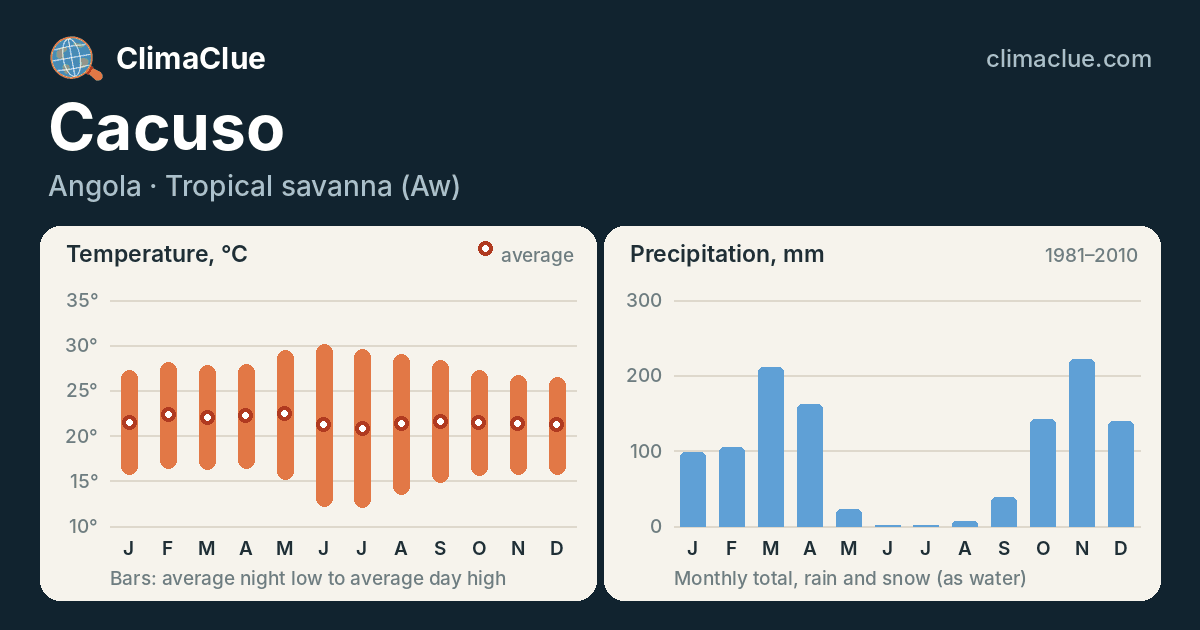 ClimaClue
climaclue.com
Cacuso
Angola · Tropical savanna (Aw)
Temperature, °C
average
35°
30°
25°
20°
15°
10°
J F M A M J J A S O N D
Bars: average night low to average day high
Precipitation, mm
1981–2010
300
200
100
0
J F M A M J J A S O N D
Monthly total, rain and snow (as water)